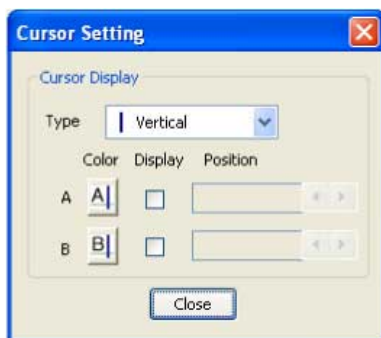 Cursor Setting
Cursor Display
Type Vertical
Color Display Position
A A
B B
Close